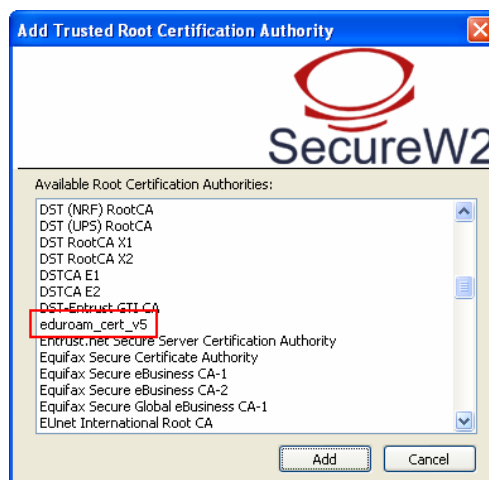 Add Trusted Root Certification Authority
SecureW2
Available Root Certification Authorities:
DST (NRF) RootCA
DST (UPS) RootCA
DST RootCA X1
DST RootCA X2
DSTCA E1
DSTCA E2
DST-Entrust GTI CA
eduroam_cert_v5
Entrust.net Secure Server Certification Authority
Equifax Secure Certificate Authority
Equifax Secure eBusiness CA-1
Equifax Secure eBusiness CA-2
Equifax Secure Global eBusiness CA-1
EUnet International Root CA
Add Cancel